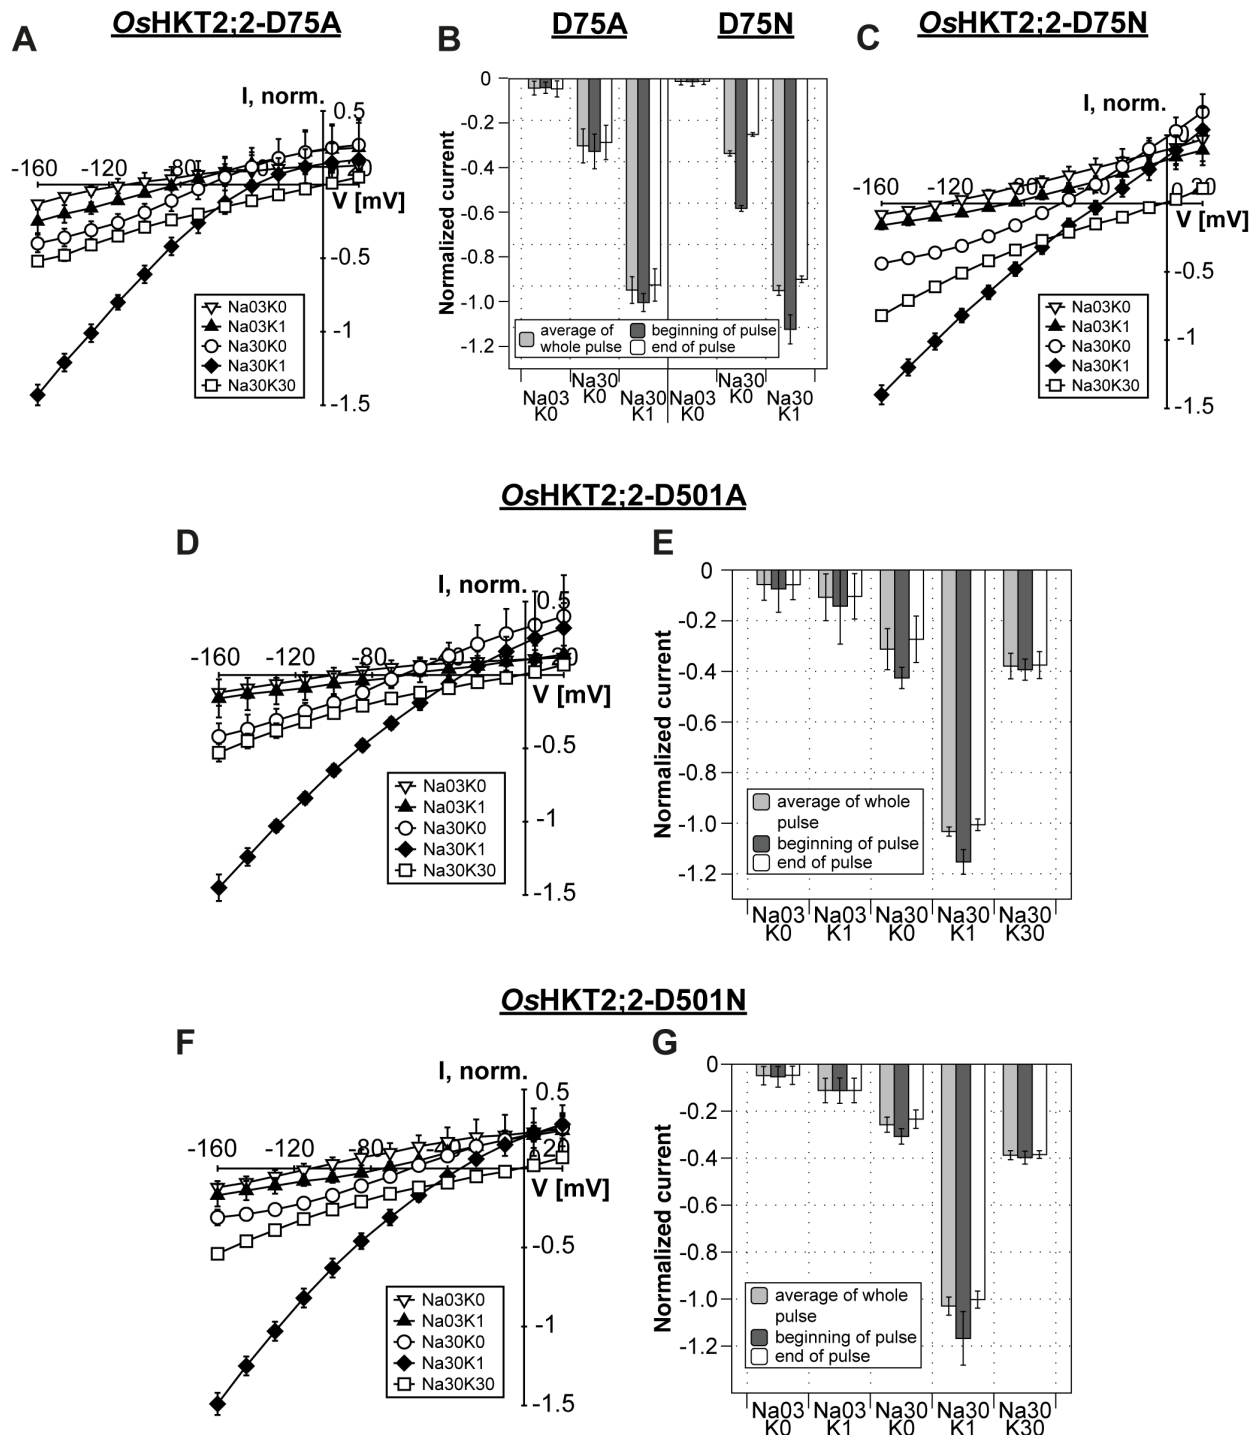 OsHKT2;2-D75A
A
I, norm.
0.5
-160
-120
-80
-40
20
V [mV]
-0.5
-1
-1.5
Na03K0
Na03K1
Na30K0
Na30K1
Na30K30
B
D75A
D75N
Normalized current
0
-0.2
-0.4
-0.6
-0.8
-1.0
-1.2
average of
whole pulse
beginning of pulse
end of pulse
Na03
K0
Na30
K0
Na30
K1
Na03
K0
Na30
K0
Na30
K1
C
OsHKT2;2-D75N
I, norm.
-160
-120
-80
-40
0
20
V [mV]
-0.5
-1
-1.5
Na03K0
Na03K1
Na30K0
Na30K1
Na30K30
OsHKT2;2-D501A
D
I, norm.
0.5
-160
-120
-80
-40
20
V [mV]
-0.5
-1
-1.5
Na03K0
Na03K1
Na30K0
Na30K1
Na30K30
E
Normalized current
0
-0.2
-0.4
-0.6
-0.8
-1.0
-1.2
average of whole
pulse
beginning of pulse
end of pulse
Na03
K0
Na03
K1
Na30
K0
Na30
K1
Na30
K30
OsHKT2;2-D501N
F
I, norm.
0.5
-160
-120
-80
-40
20
V [mV]
-0.5
-1
-1.5
Na03K0
Na03K1
Na30K0
Na30K1
Na30K30
G
Normalized current
0
-0.2
-0.4
-0.6
-0.8
-1.0
-1.2
average of whole
pulse
beginning of pulse
end of pulse
Na03
K0
Na03
K1
Na30
K0
Na30
K1
Na30
K30